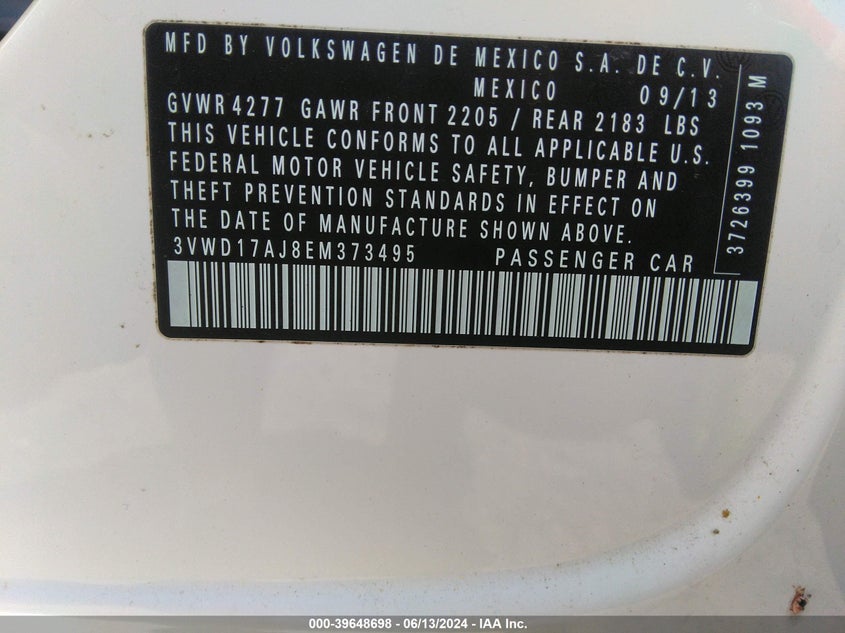 MFD BY VOLKSWAGEN DE MEXICO S.A. DE C.V.
MEXICO 09/13
GVWR 4277 GAWR FRONT 2205 / REAR 2183 LBS
THIS VEHICLE CONFORMS TO ALL APPLICABLE U.S.
FEDERAL MOTOR VEHICLE SAFETY, BUMPER AND
THEFT PREVENTION STANDARDS IN EFFECT ON
THE DATE OF MANUFACTURE SHOWN ABOVE.
3VWD17AJ8EM373495 PASSENGER CAR
3726399 1093 M
000-39648698 - 06/13/2024 - IAA Inc.